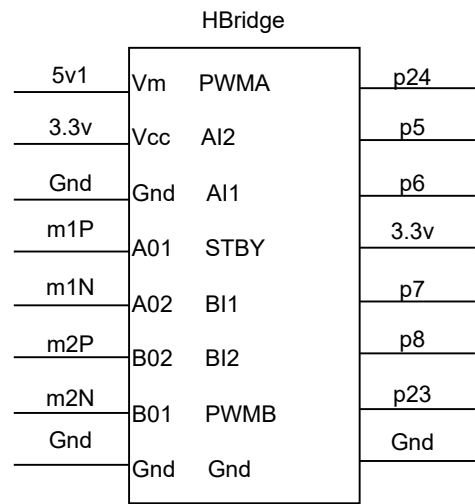 HBridge
5v1 Vm PWMA p24
3.3v Vcc AI2 p5
Gnd Gnd AI1 p6
m1P A01 STBY 3.3v
m1N A02 BI1 p7
m2P B02 BI2 p8
m2N B01 PWMB p23
Gnd Gnd Gnd Gnd